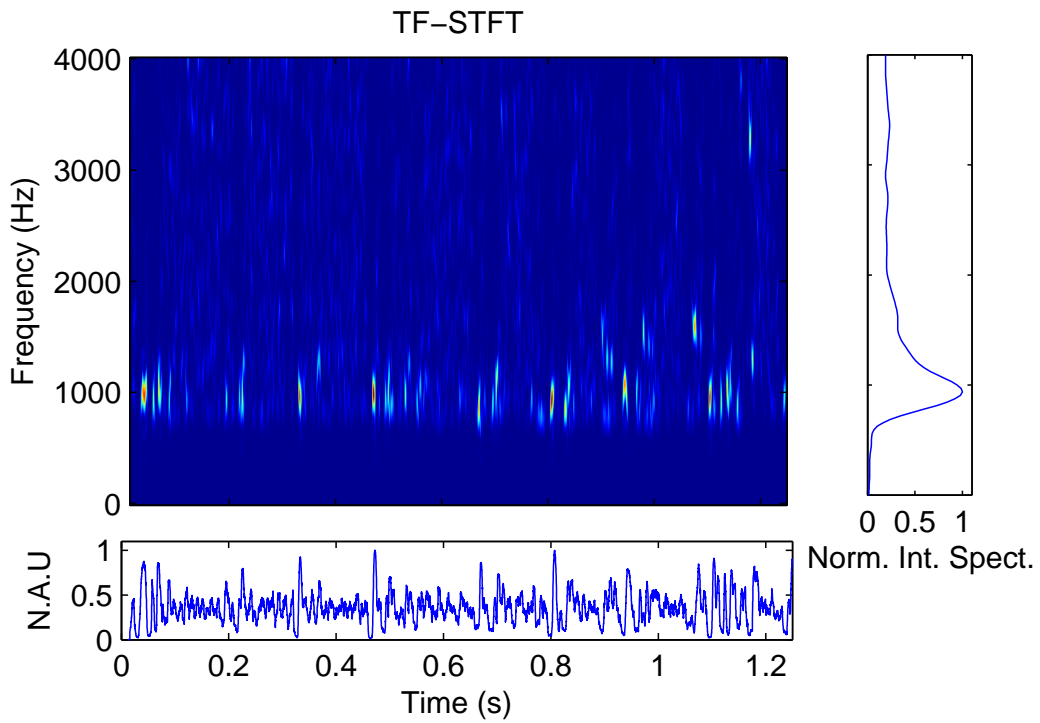 TF−STFT
Frequency (Hz)
4000
3000
2000
1000
0
0 0.5 1
Norm. Int. Spect.
N.A.U
1
0.5
0
0 0.2 0.4 0.6 0.8 1 1.2
Time (s)